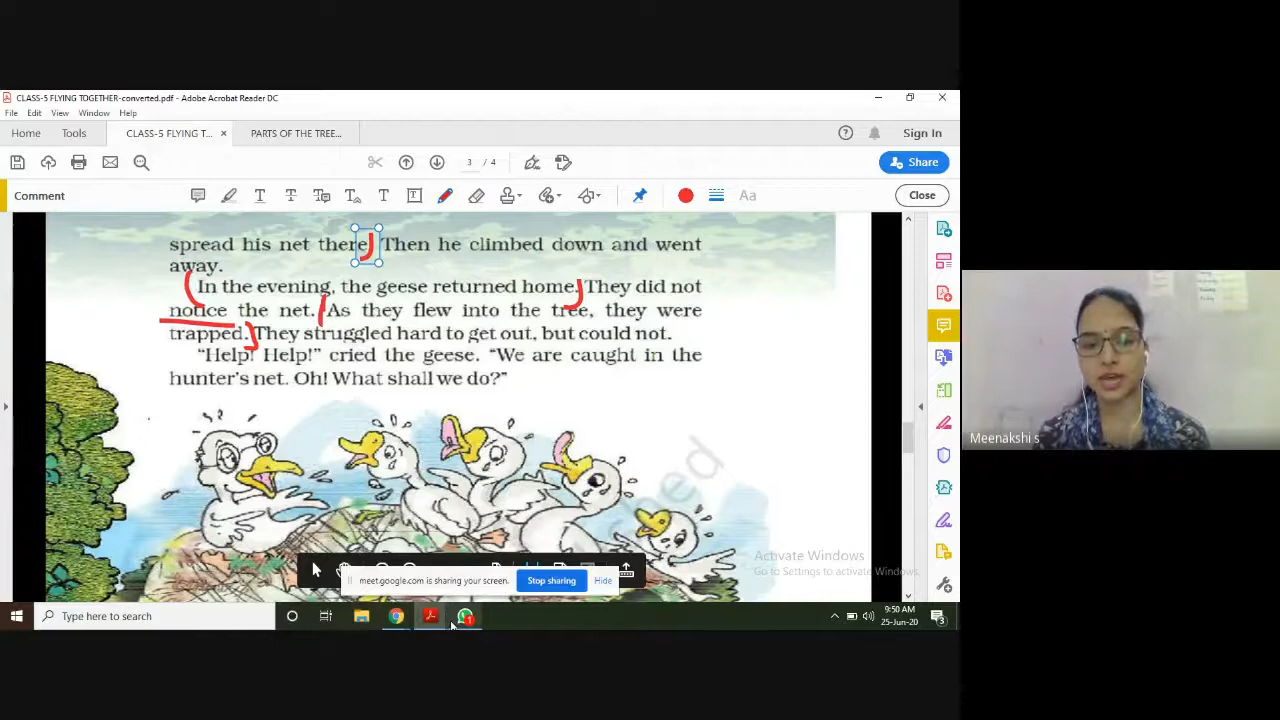 CLASS-5 FLYING TOGETHER-converted.pdf - Adobe Acrobat Reader DC
File Edit View Window Help
Home Tools CLASS-5 FLYING T... × PARTS OF THE TREE... Sign In
3 / 4 Share
Comment Aa Close
spread his net there. Then he climbed down and went
away.
In the evening, the geese returned home. They did not
notice the net. As they flew into the tree, they were
trapped. They struggled hard to get out, but could not.
“Help! Help!” cried the geese. “We are caught in the
hunter's net. Oh! What shall we do?”
Meenakshi s
Activate Windows
Go to Settings to activate Windows.
meet.google.com is sharing your screen. Stop sharing Hide
Type here to search
1
9:50 AM
25-Jun-20
3